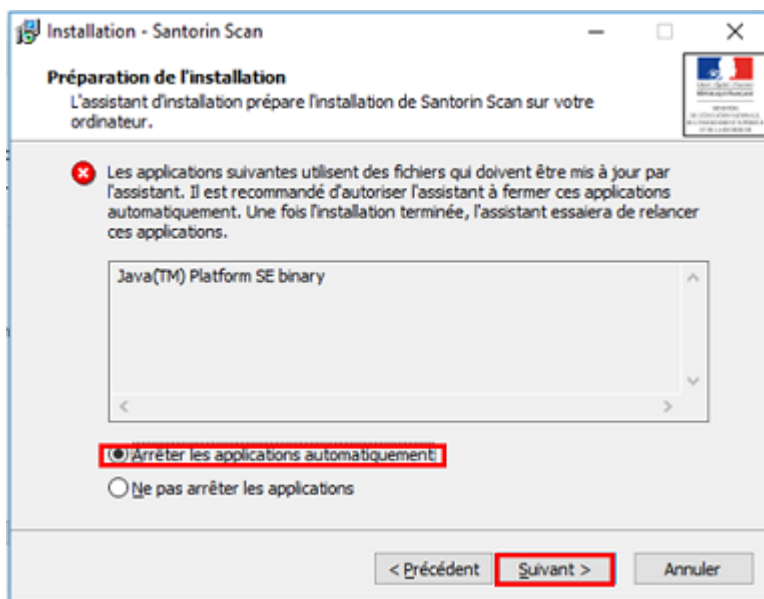 Installation - Santorin Scan
Préparation de l'installation
L'assistant d'installation prépare l'installation de Santorin Scan sur votre
ordinateur.
Les applications suivantes utilisent des fichiers qui doivent être mis à jour par
l'assistant. Il est recommandé d'autoriser l'assistant à fermer ces applications
automatiquement. Une fois l'installation terminée, l'assistant essaiera de relancer
ces applications.
Java(TM) Platform SE binary
Arrêter les applications automatiquement
Ne pas arrêter les applications
< Précédent
Suivant >
Annuler